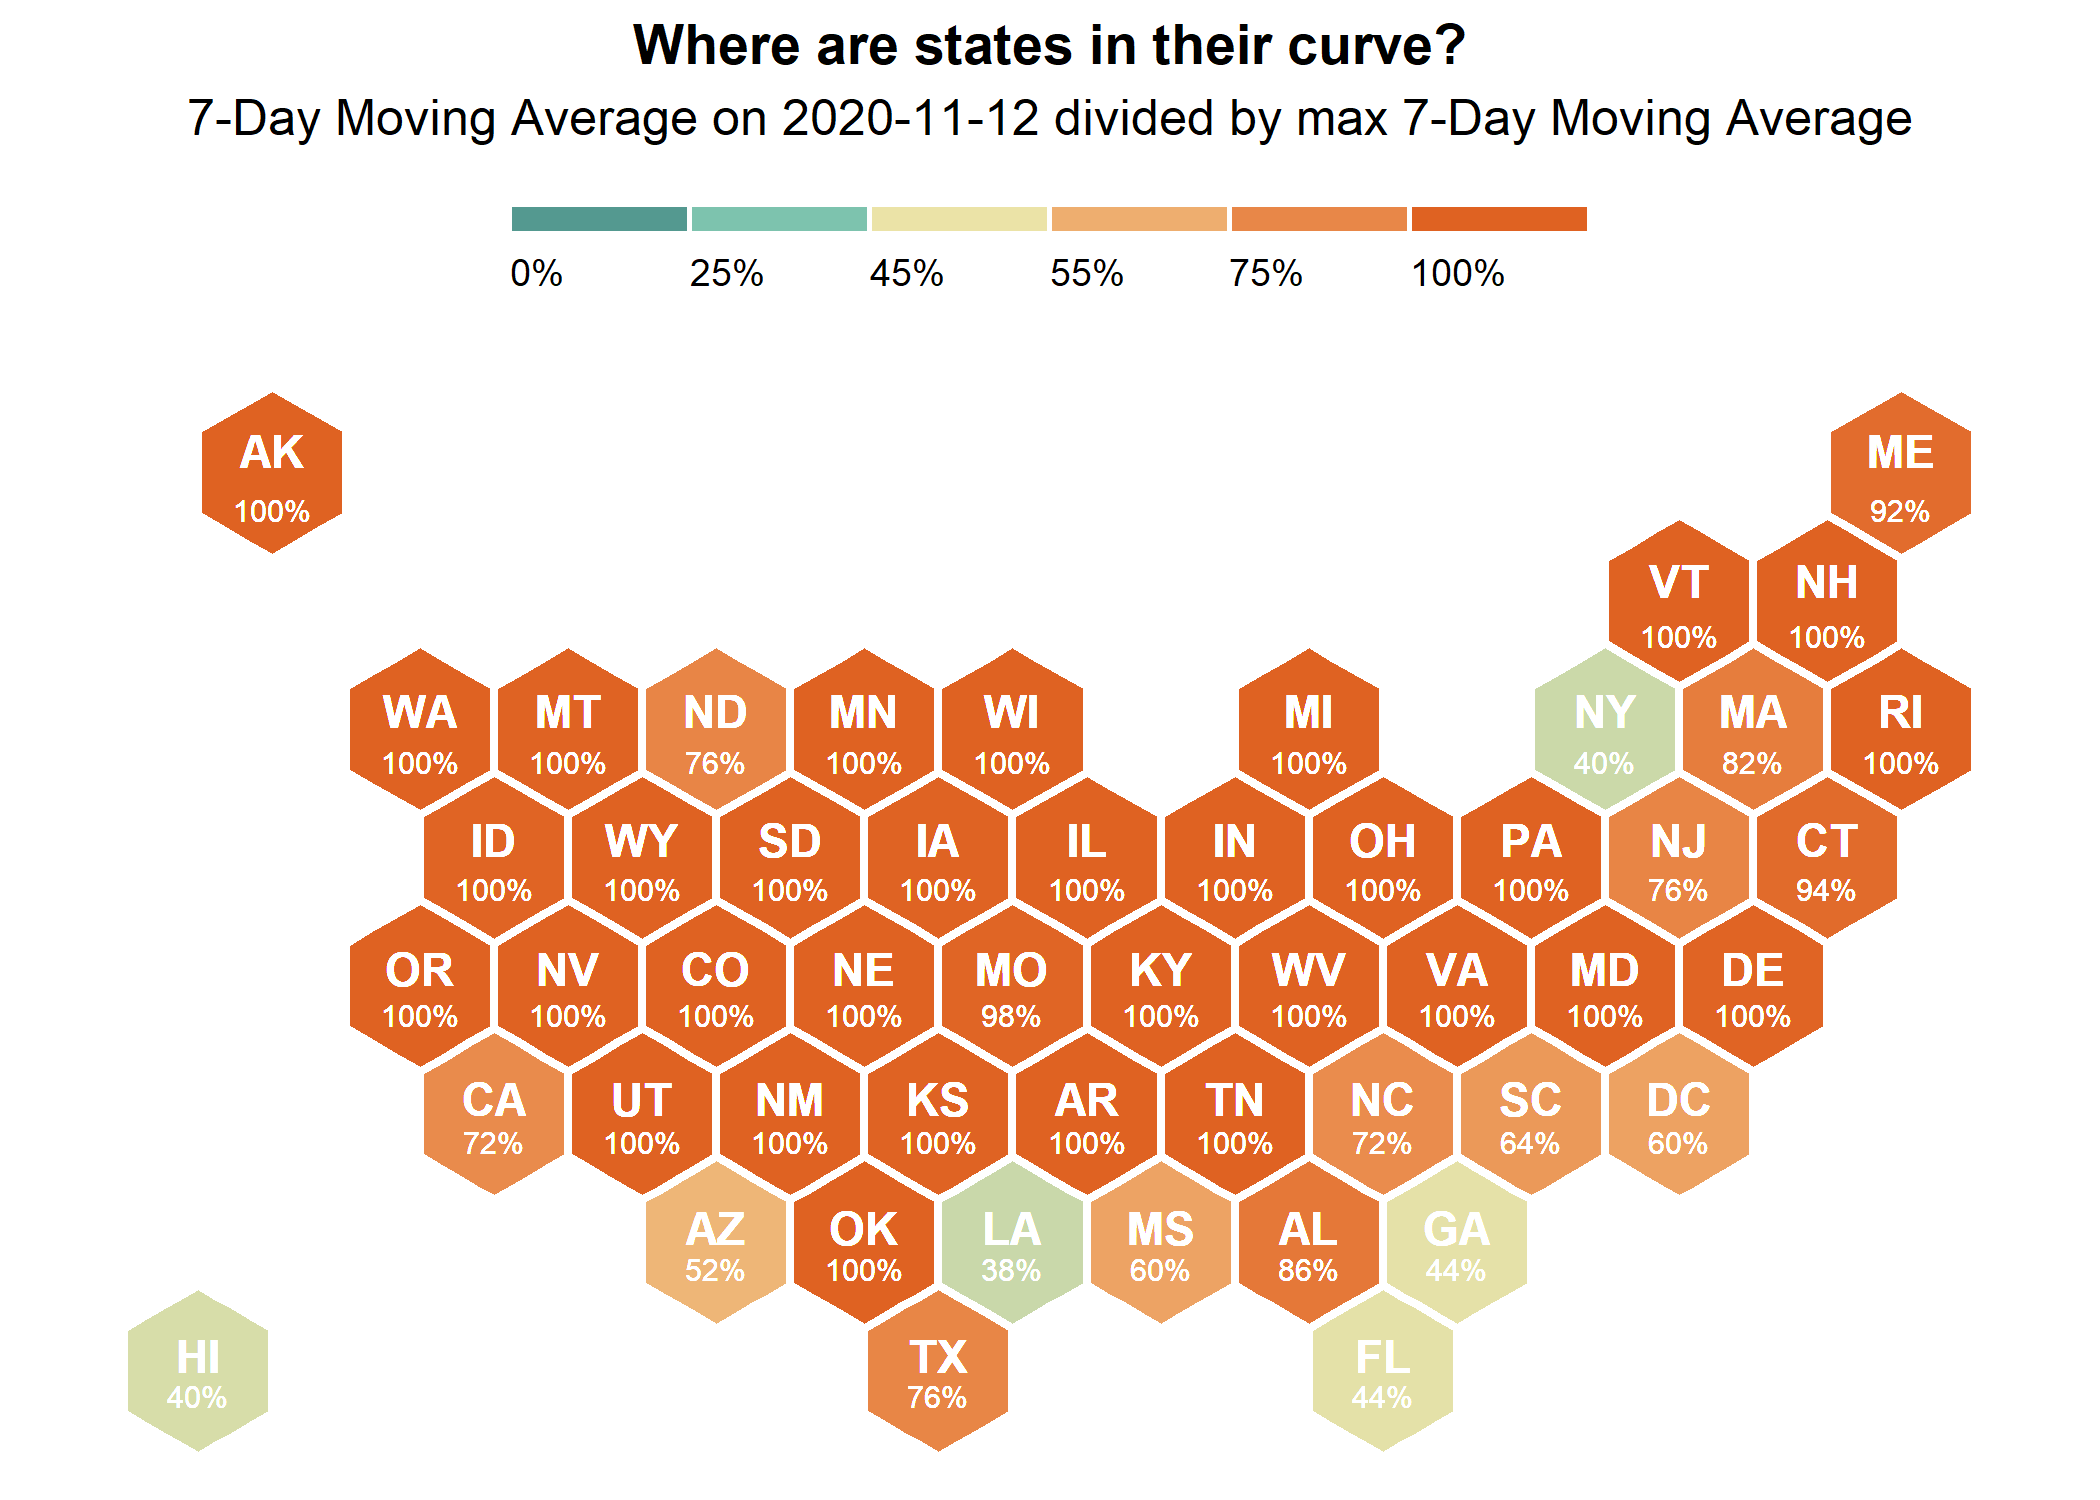 Where are states in their curve?
7-Day Moving Average on 2020-11-12 divided by max 7-Day Moving Average
0% 25% 45% 55% 75% 100%
AK ME
100% 92%
VT NH
100% 100%
WA MT ND MN WI MI NY MA RI
100% 100% 76% 100% 100% 100% 40% 82% 100%
ID WY SD IA IL IN OH PA NJ CT
100% 100% 100% 100% 100% 100% 100% 100% 76% 94%
OR NV CO NE MO KY WV VA MD DE
100% 100% 100% 100% 98% 100% 100% 100% 100% 100%
CA UT NM KS AR TN NC SC DC
72% 100% 100% 100% 100% 100% 72% 64% 60%
AZ OK LA MS AL GA
52% 100% 38% 60% 86% 44%
HI TX FL
40% 76% 44%